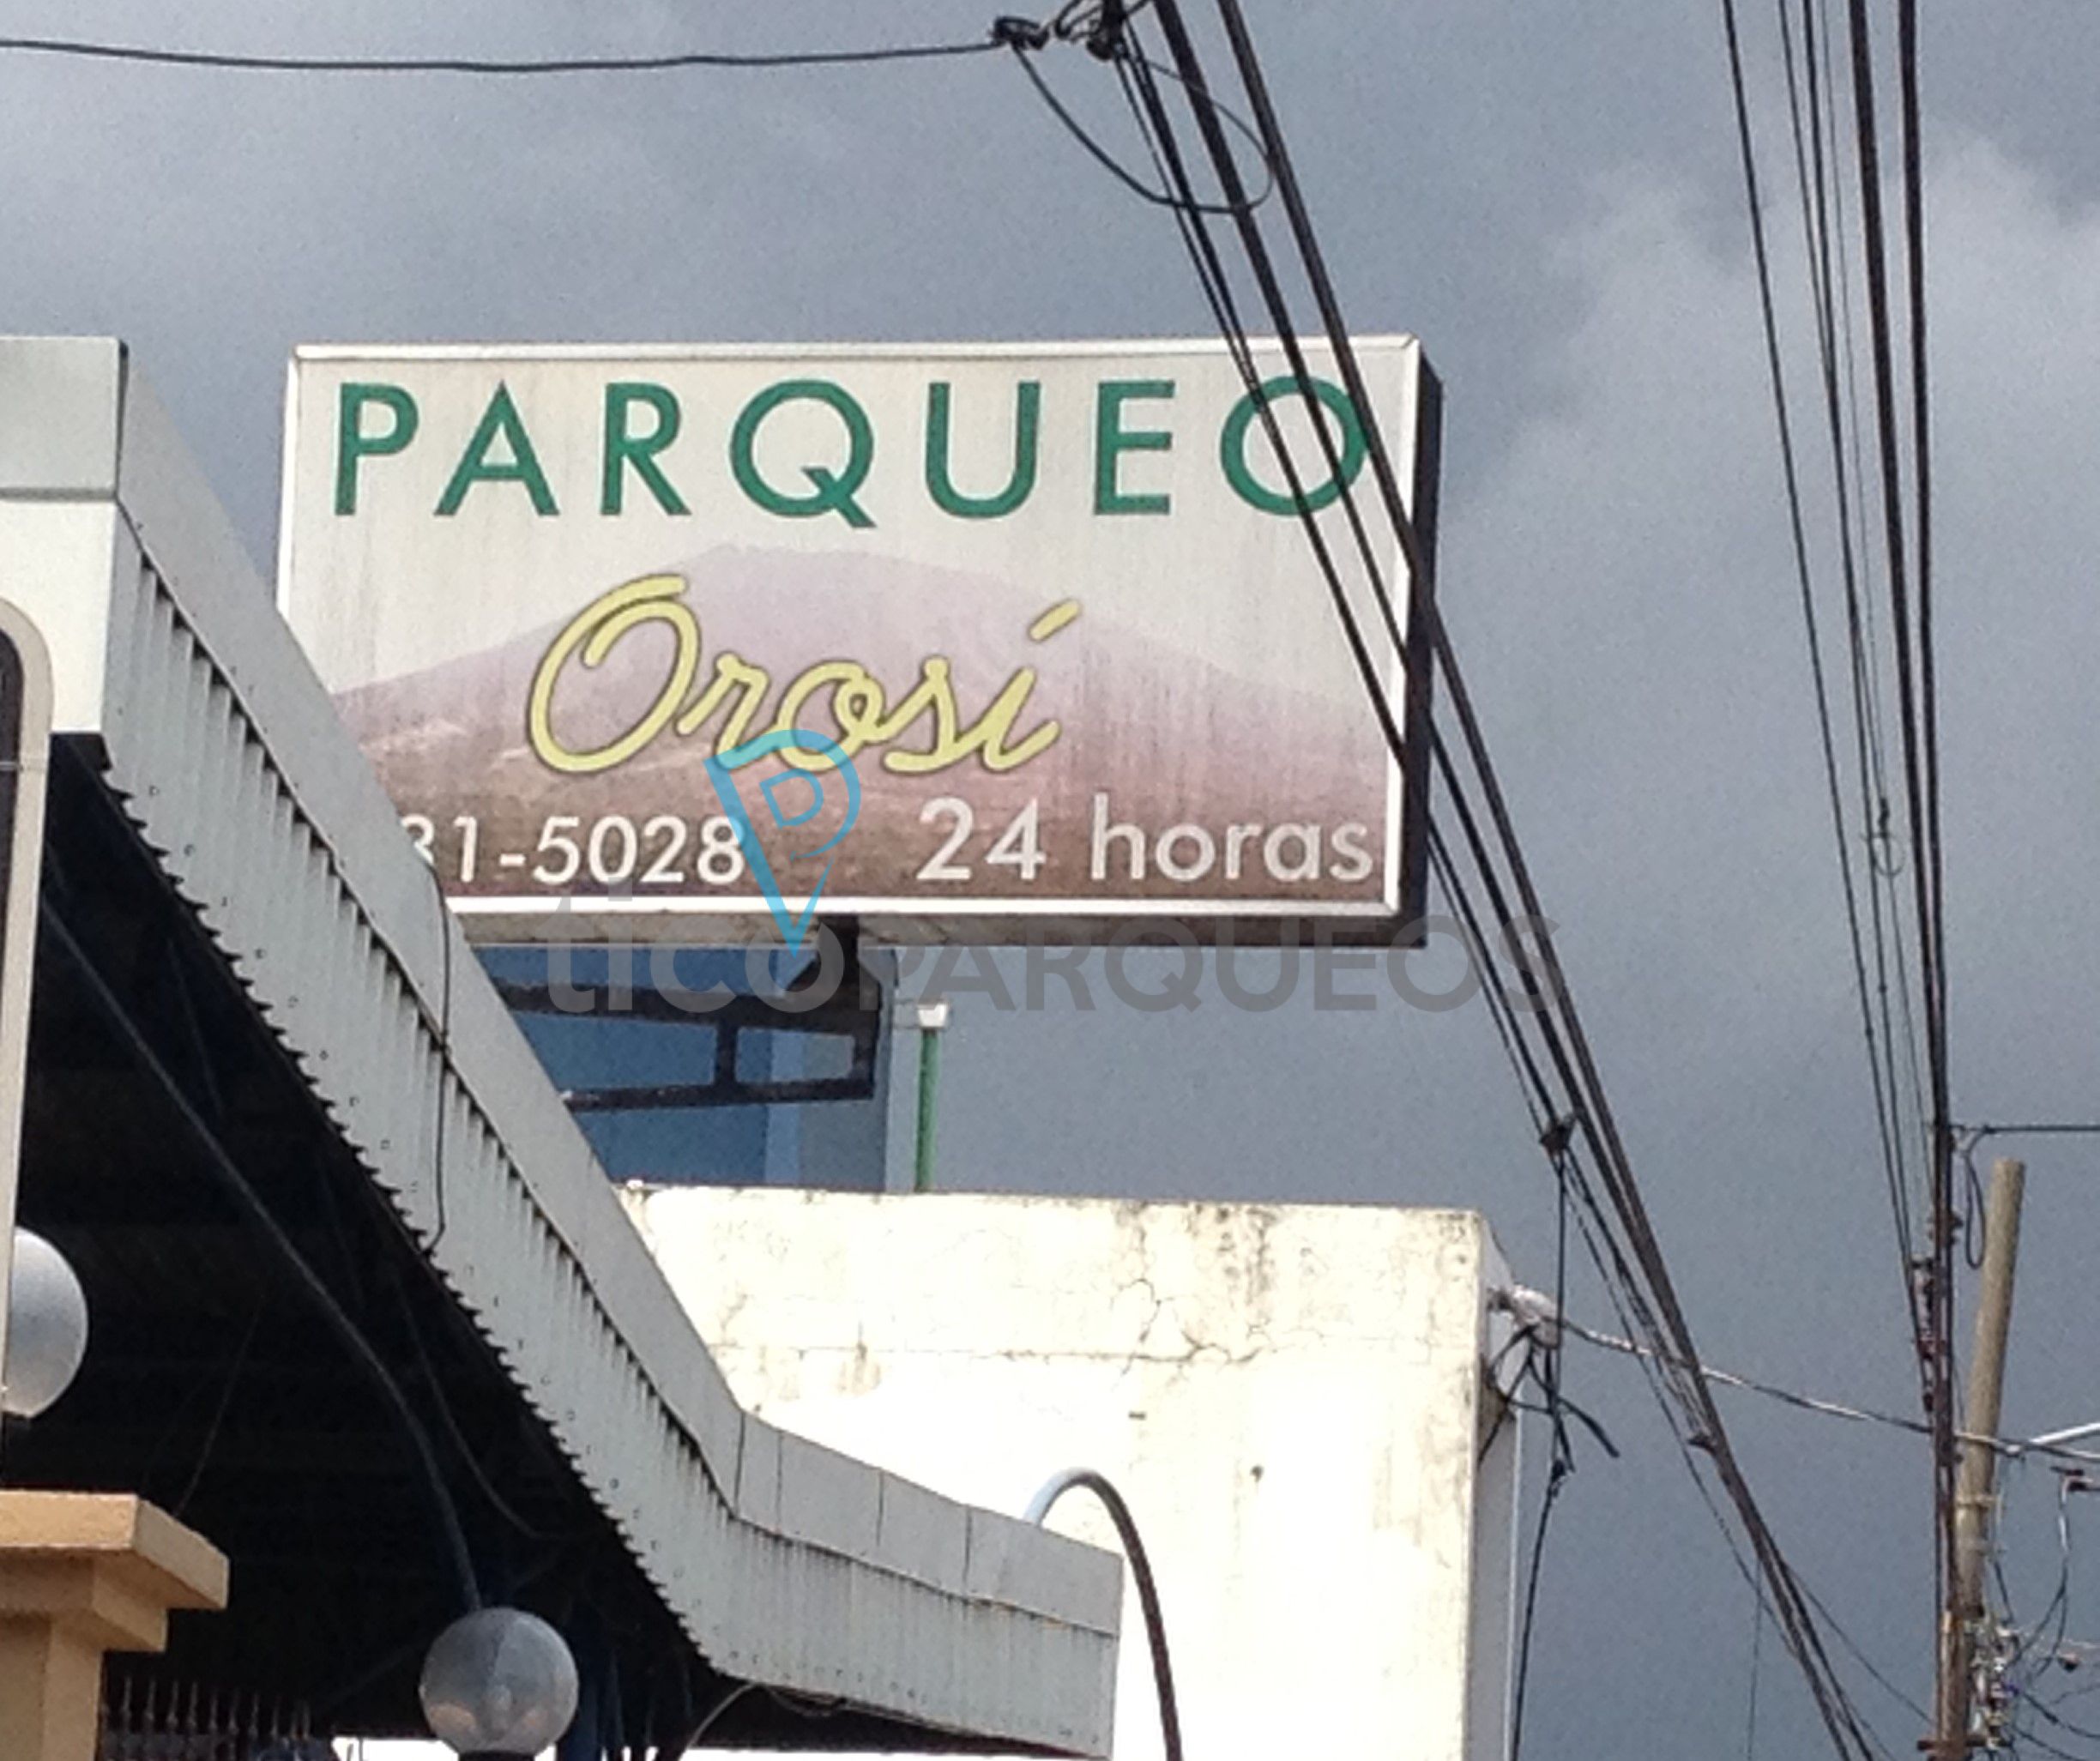 PARQUEO
Orosí
31-5028 24 horas
ticoPARQUEOS